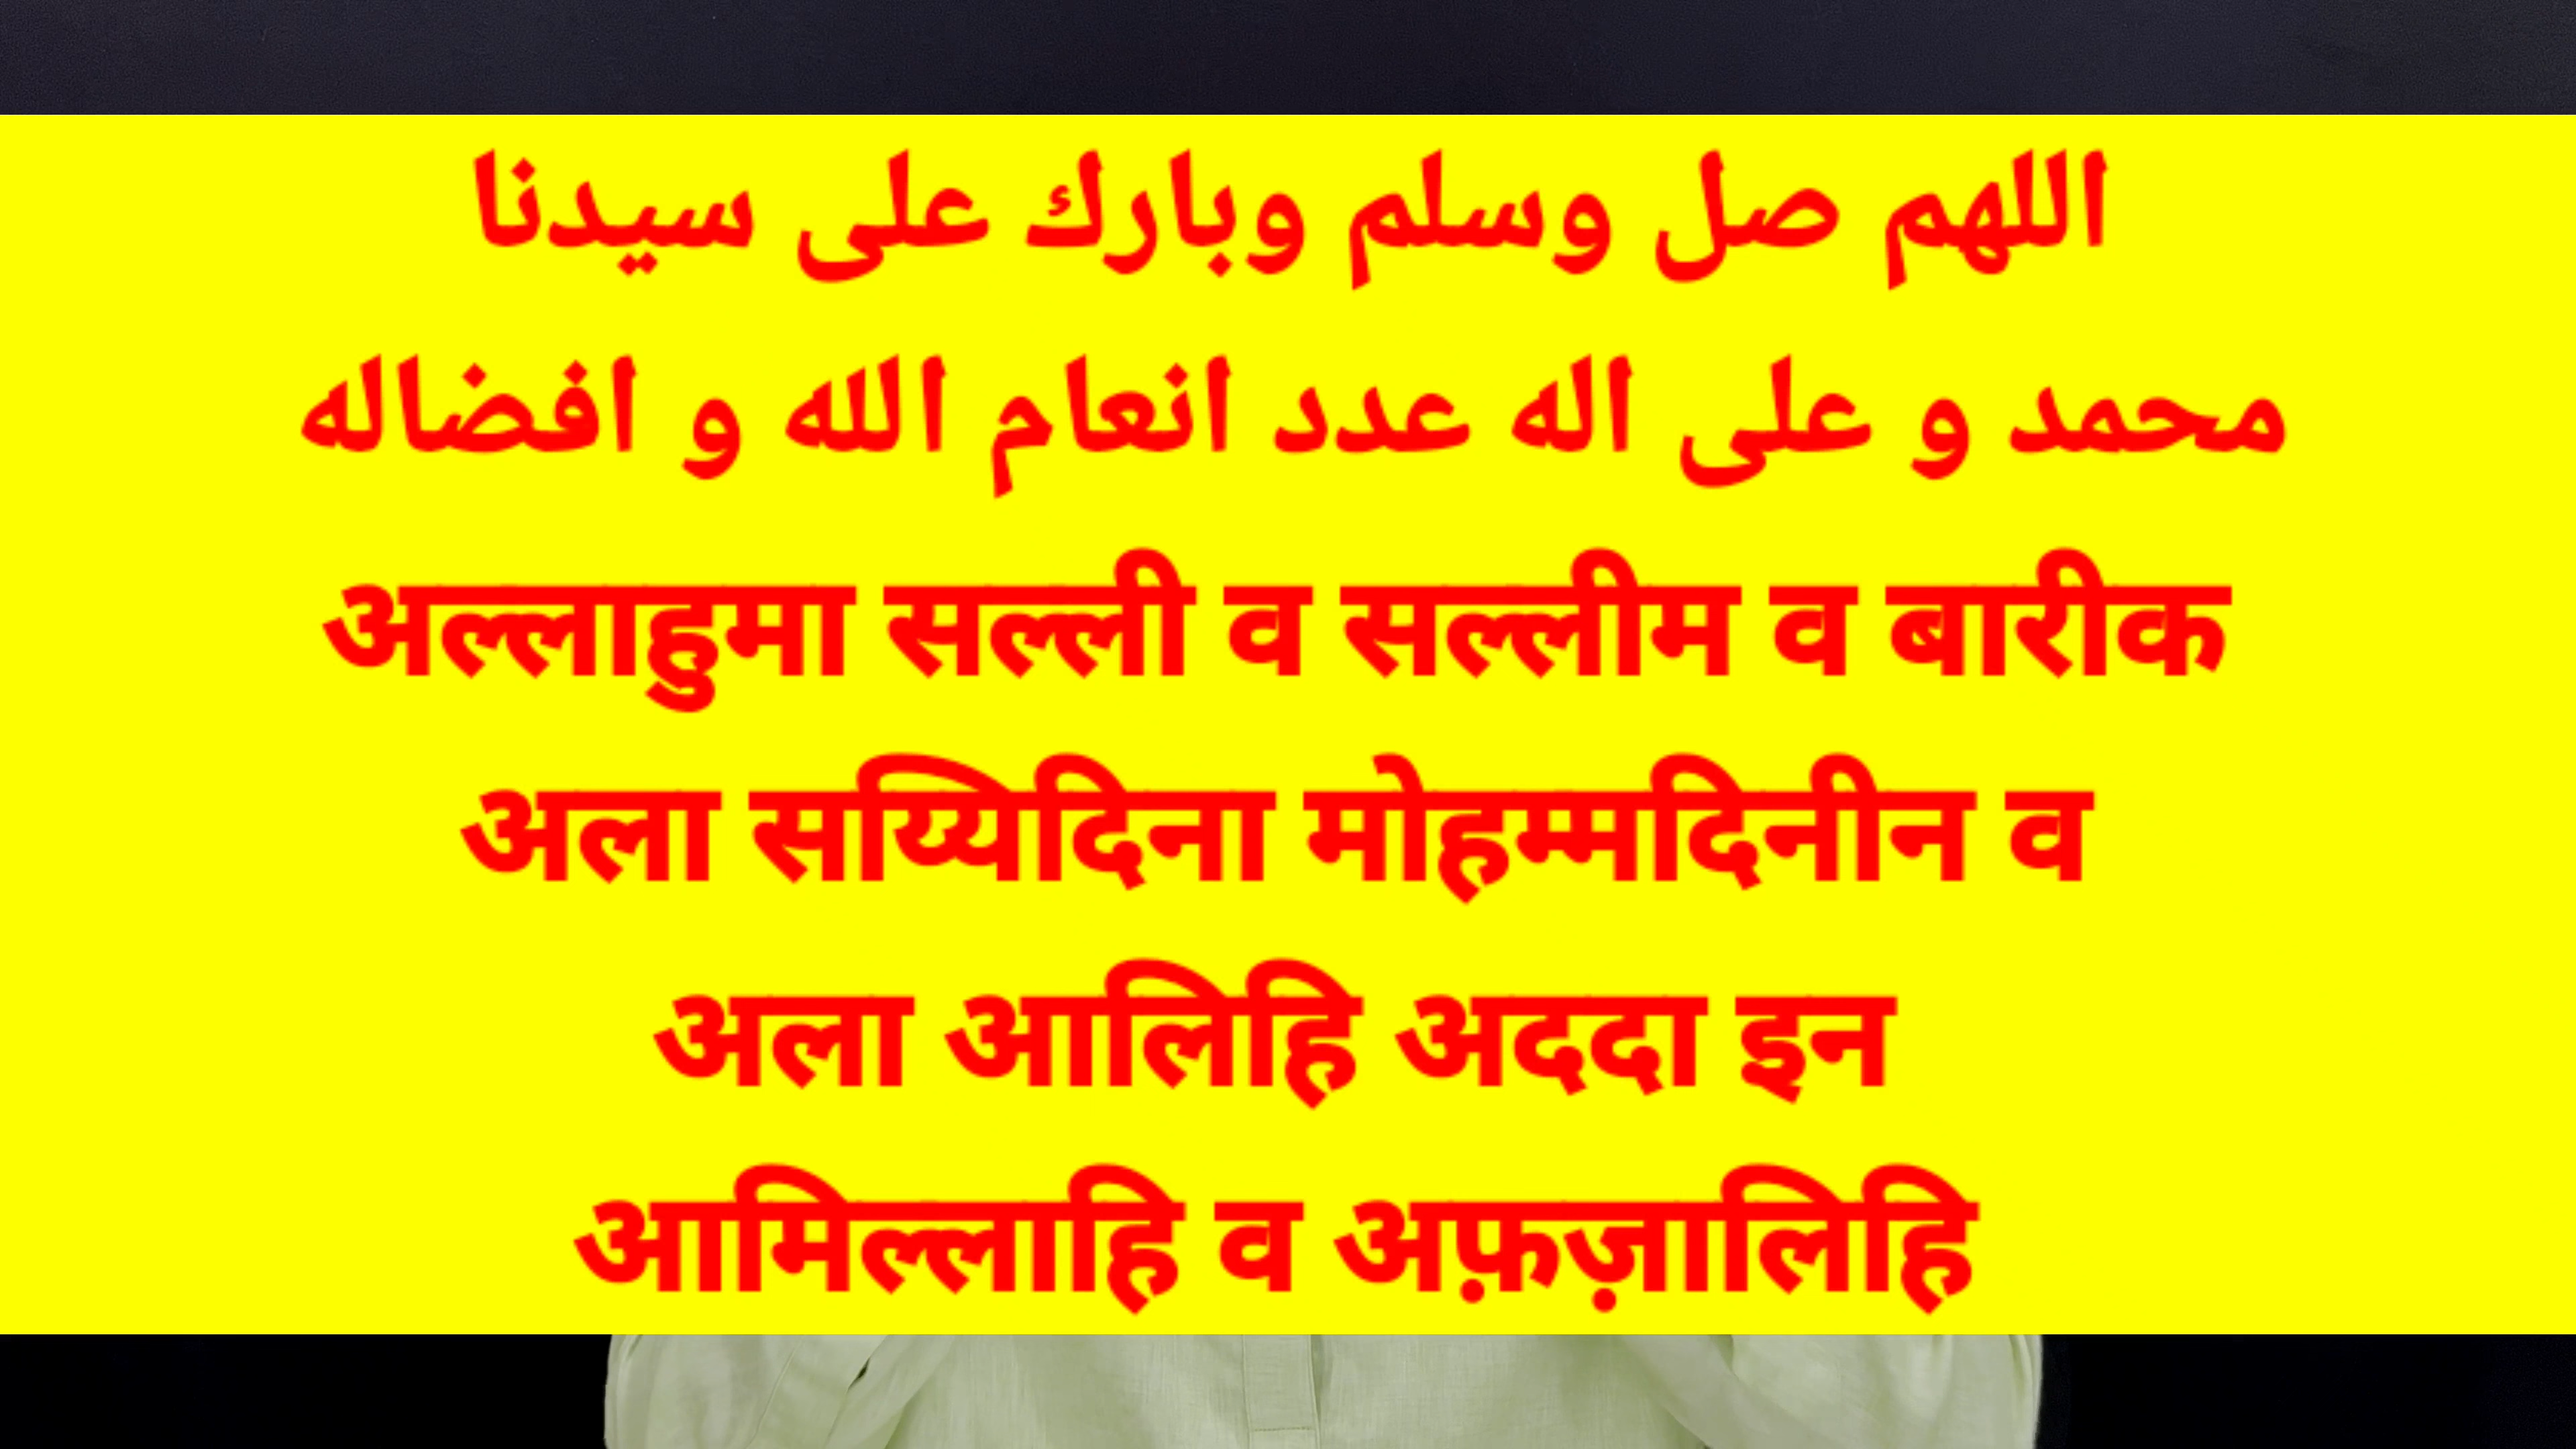 اللهم صل وسلم وبارك على سيدنا
محمد و على اله عدد انعام الله و افضاله
अल्लाहुमा सल्ली व सल्लीम व बारीक
अला सय्यिदिना मोहम्मदिनीन व
अला आलिहि अददा इन
आमिल्लाहि व अफ़ज़ालिहि